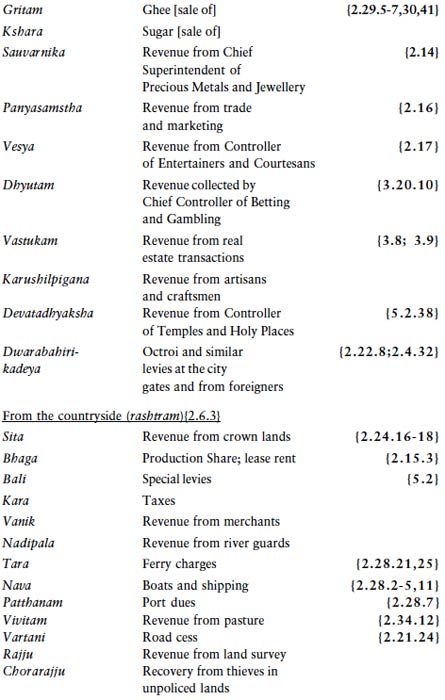 Gritam Ghee [sale of] {2.29.5-7,30,41}
Kshara Sugar [sale of]
Sauvarnika Revenue from Chief {2.14}
Superintendent of
Precious Metals and Jewellery
Panyasamstha Revenue from trade {2.16}
and marketing
Vesya Revenue from Controller {2.17}
of Entertainers and Courtesans
Dhyutam Revenue collected by {3.20.10}
Chief Controller of Betting
and Gambling
Vastukam Revenue from real {3.8; 3.9}
estate transactions
Karushilpigana Revenue from artisans
and craftsmen
Devatadhyaksha Revenue from Controller {5.2.38}
of Temples and Holy Places
Dwarabahiri- Octroi and similar {2.22.8;2.4.32}
kadeya levies at the city
gates and from foreigners
From the countryside (rashtram){2.6.3}
Sita Revenue from crown lands {2.24.16-18}
Bhaga Production Share; lease rent {2.15.3}
Bali Special levies {5.2}
Kara Taxes
Vanik Revenue from merchants
Nadipala Revenue from river guards
Tara Ferry charges {2.28.21,25}
Nava Boats and shipping {2.28.2-5,11}
Patthanam Port dues {2.28.7}
Vivitam Revenue from pasture {2.34.12}
Vartani Road cess {2.21.24}
Rajju Revenue from land survey
Chorarajju Recovery from thieves in
unpoliced lands